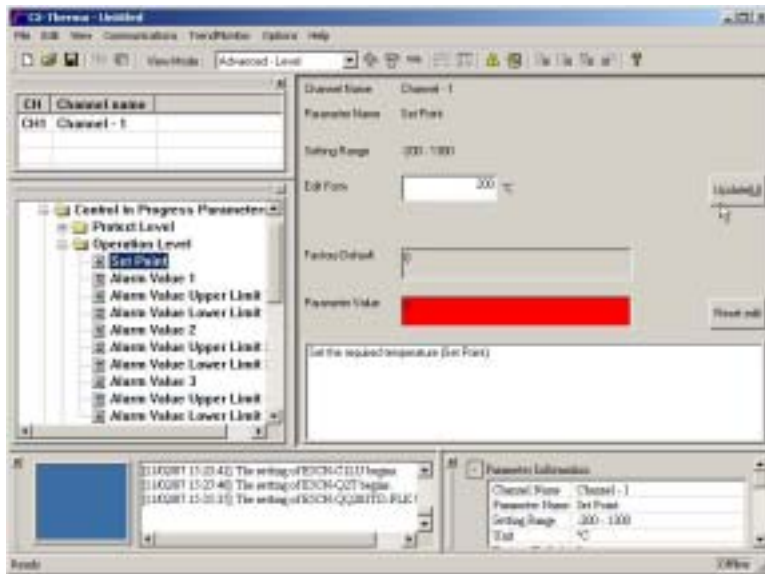 CX-Thermo - Untitled
File Edit View Communications TrendMonitor Options Help
View Mode Advanced - Level
CH Channel name
CH1 Channel - 1
Channel Name Channel - 1
Parameter Name Set Point
Setting Range -200 - 1300
Edit Form 200 °C
Update(U)
Factory Default 0
Parameter Value
Reset edit
Set the required temperature (Set Point)
Control in Progress Parameter
Protect Level
Operation Level
Set Point
Alarm Value 1
Alarm Value Upper Limit
Alarm Value Lower Limit
Alarm Value 2
Alarm Value Upper Limit
Alarm Value Lower Limit
Alarm Value 3
Alarm Value Upper Limit
Alarm Value Lower Limit
The setting of begins
The setting of E5CN-Q2T begins
The setting of
Parameter Information
Channel Name Channel - 1
Parameter Name Set Point
Setting Range -200 - 1300
Unit °C
Ready
Offline